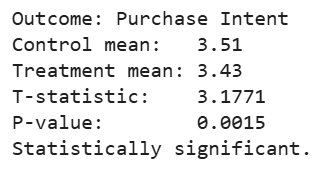 Outcome: Purchase Intent
Control mean:   3.51
Treatment mean: 3.43
T-statistic:    3.1771
P-value:        0.0015
Statistically significant.